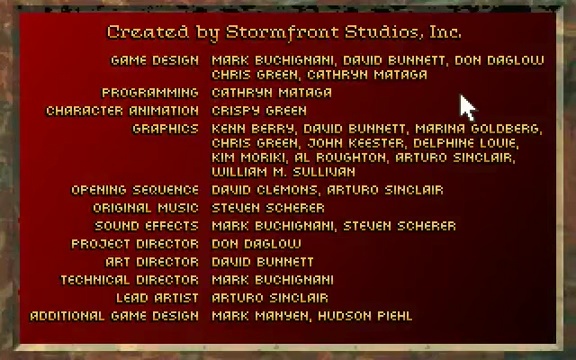 Created by Stormfront Studios, Inc.
GAME DESIGN MARK BUCHIGNANI, DAVID BUNNETT, DON DAGLOW
CHRIS GREEN, CATHRYN MATAGA
PROGRAMMING CATHRYN MATAGA
CHARACTER ANIMATION CRISPY GREEN
GRAPHICS KENN BERRY, DAVID BUNNETT, MARINA GOLDBERG,
CHRIS GREEN, JOHN KEESTER, DELPHINE LOUIE,
KIM MORIKI, AL ROUGHTON, ARTURO SINCLAIR,
WILLIAM M. SULLIVAN
OPENING SEQUENCE DAVID CLEMONS, ARTURO SINCLAIR
ORIGINAL MUSIC STEVEN SCHERER
SOUND EFFECTS MARK BUCHIGNANI, STEVEN SCHERER
PROJECT DIRECTOR DON DAGLOW
ART DIRECTOR DAVID BUNNETT
TECHNICAL DIRECTOR MARK BUCHIGNANI
LEAD ARTIST ARTURO SINCLAIR
ADDITIONAL GAME DESIGN MARK MANYEN, HUDSON PIEHL